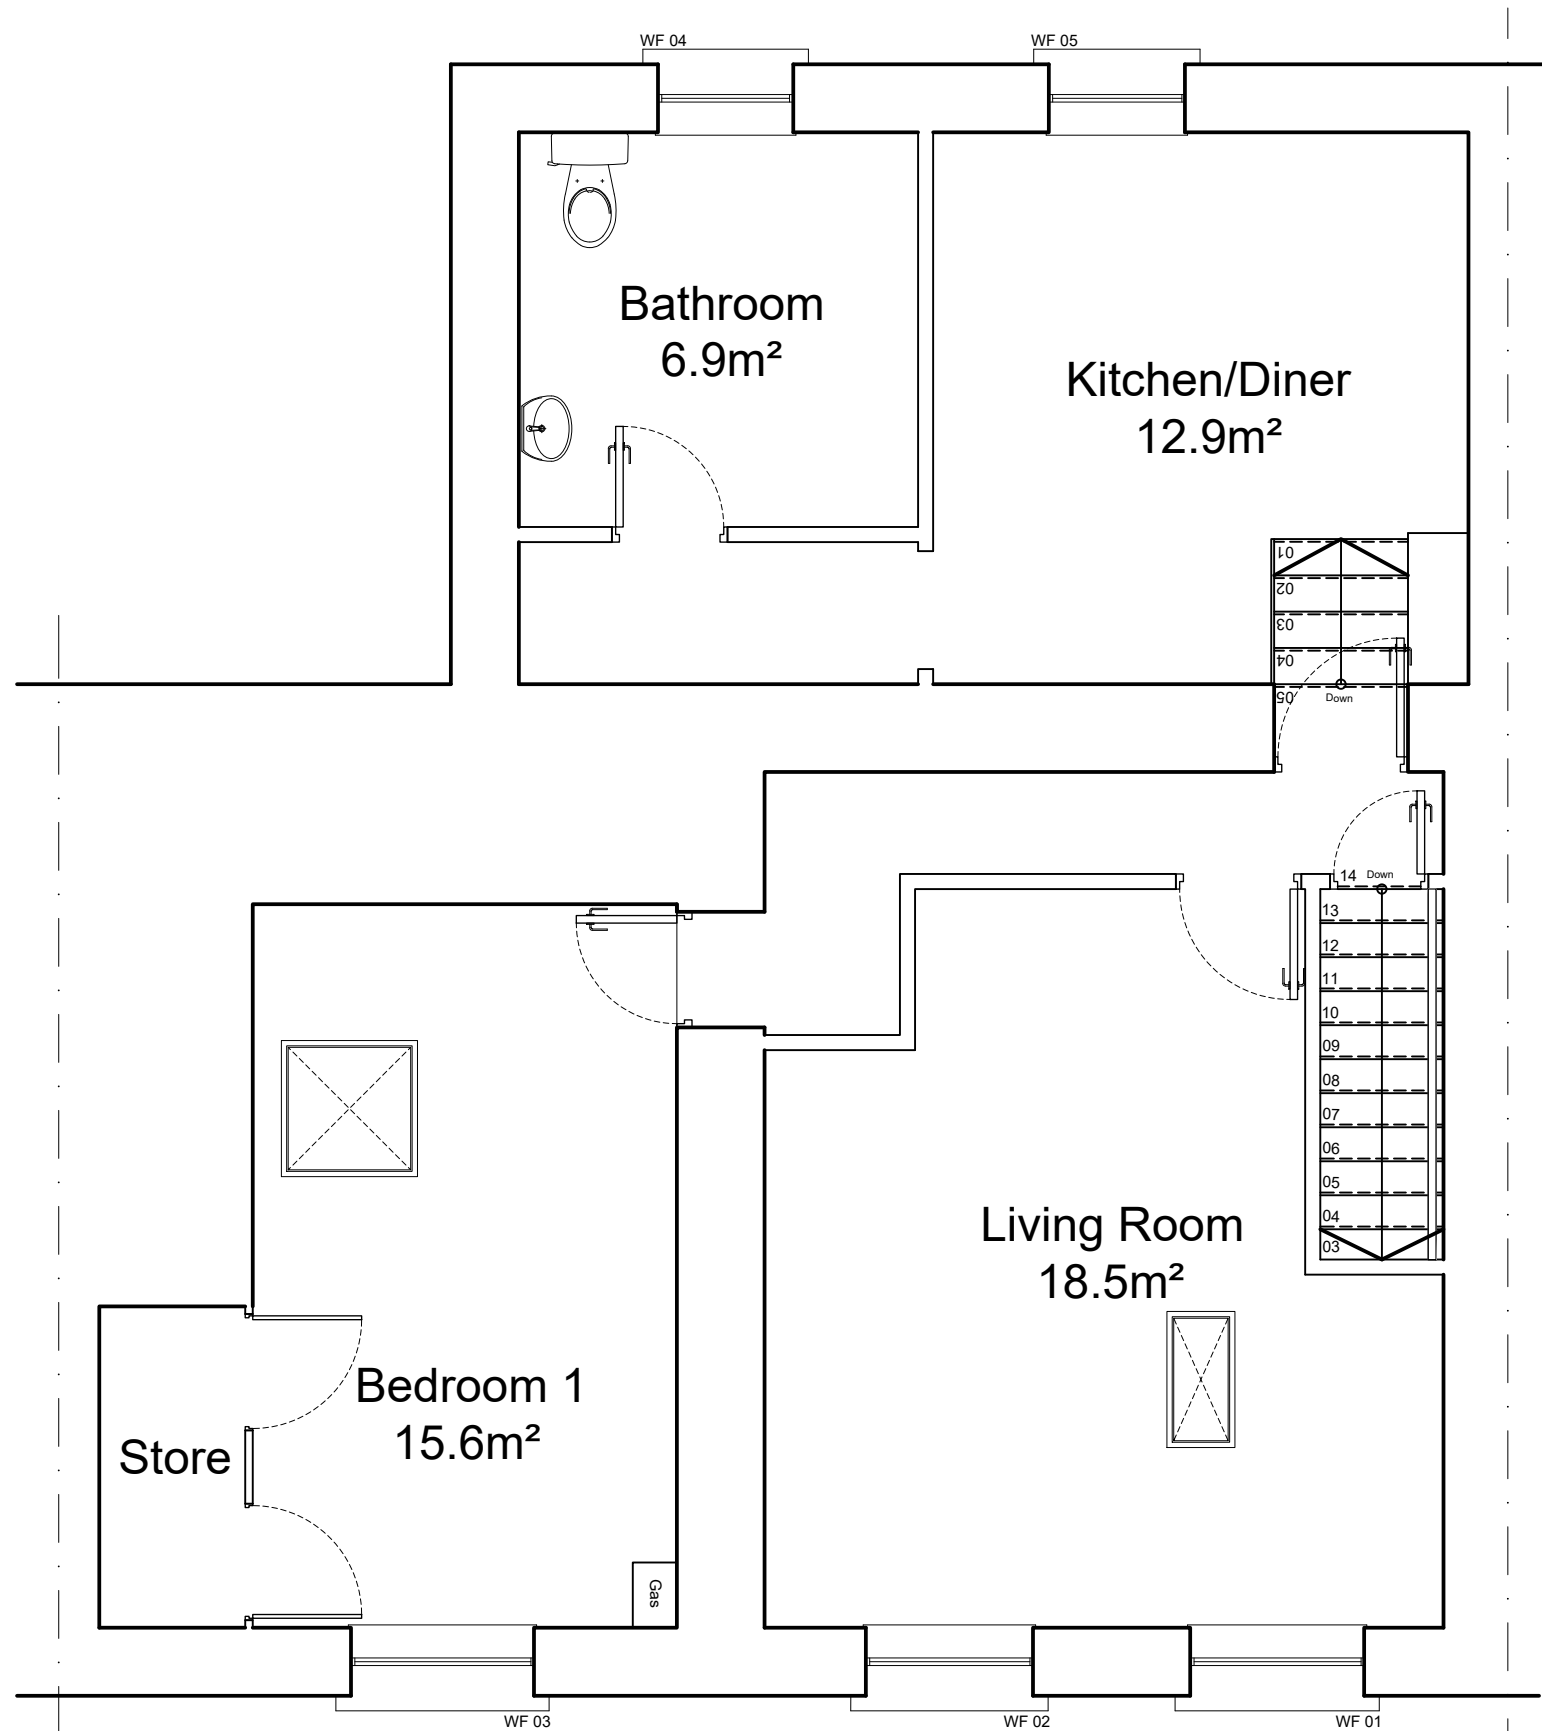 WF 04
WF 05
Bathroom
6.9m²
Kitchen/Diner
12.9m²
01
02
03
04
05
Down
14
Down
13
12
11
10
09
08
07
06
05
04
03
Living Room
18.5m²
Bedroom 1
15.6m²
Store
Gas
WF 03
WF 02
WF 01